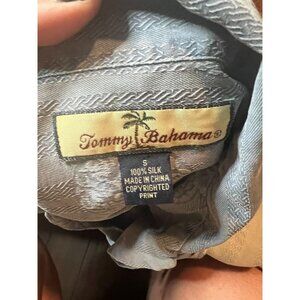 Tommy Bahama®
S
100% SILK
MADE IN CHINA
COPYRIGHTED
PRINT